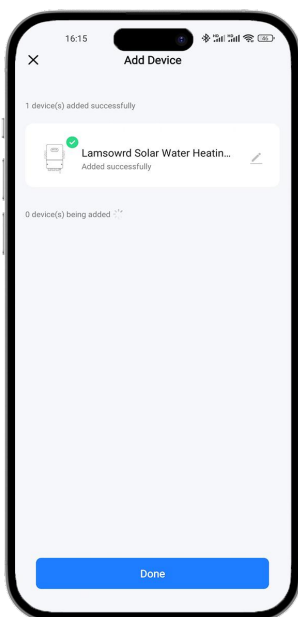 16:15
Add Device
1 device(s) added successfully
Lamsowrd Solar Water Heatin...
Added successfully
0 device(s) being added
Done